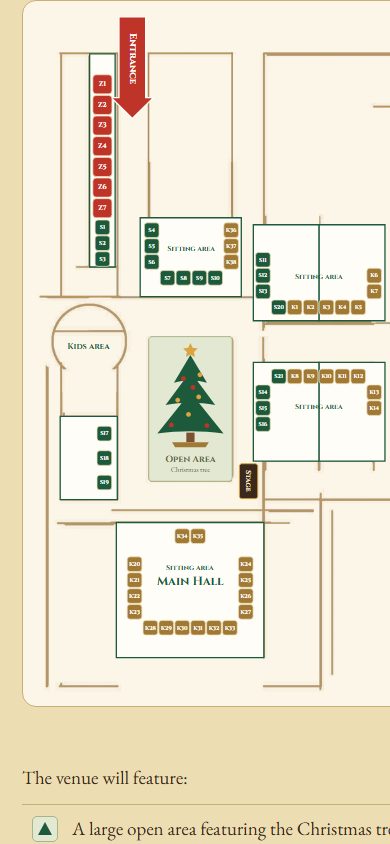 ENTRANCE
Z1
Z2
Z3
Z4
Z5
Z6
Z7
S1
S2
S3
S4
S5
S6
SITTING AREA
K36
K37
K38
S7 S8 S9 S10
S11
S12
S13
SITTING AREA
K6
K7
S20 K1 K2 K3 K4 K5
KIDS AREA
OPEN AREA
Christmas tree
S21 K8 K9 K10 K11 K12
S14
S15
S16
SITTING AREA
K13
K14
S17
S18
S19
STAGE
K34 K35
K20
K21
K22
K23
SITTING AREA
MAIN HALL
K24
K25
K26
K27
K28 K29 K30 K31 K32 K33
The venue will feature:
A large open area featuring the Christmas tre